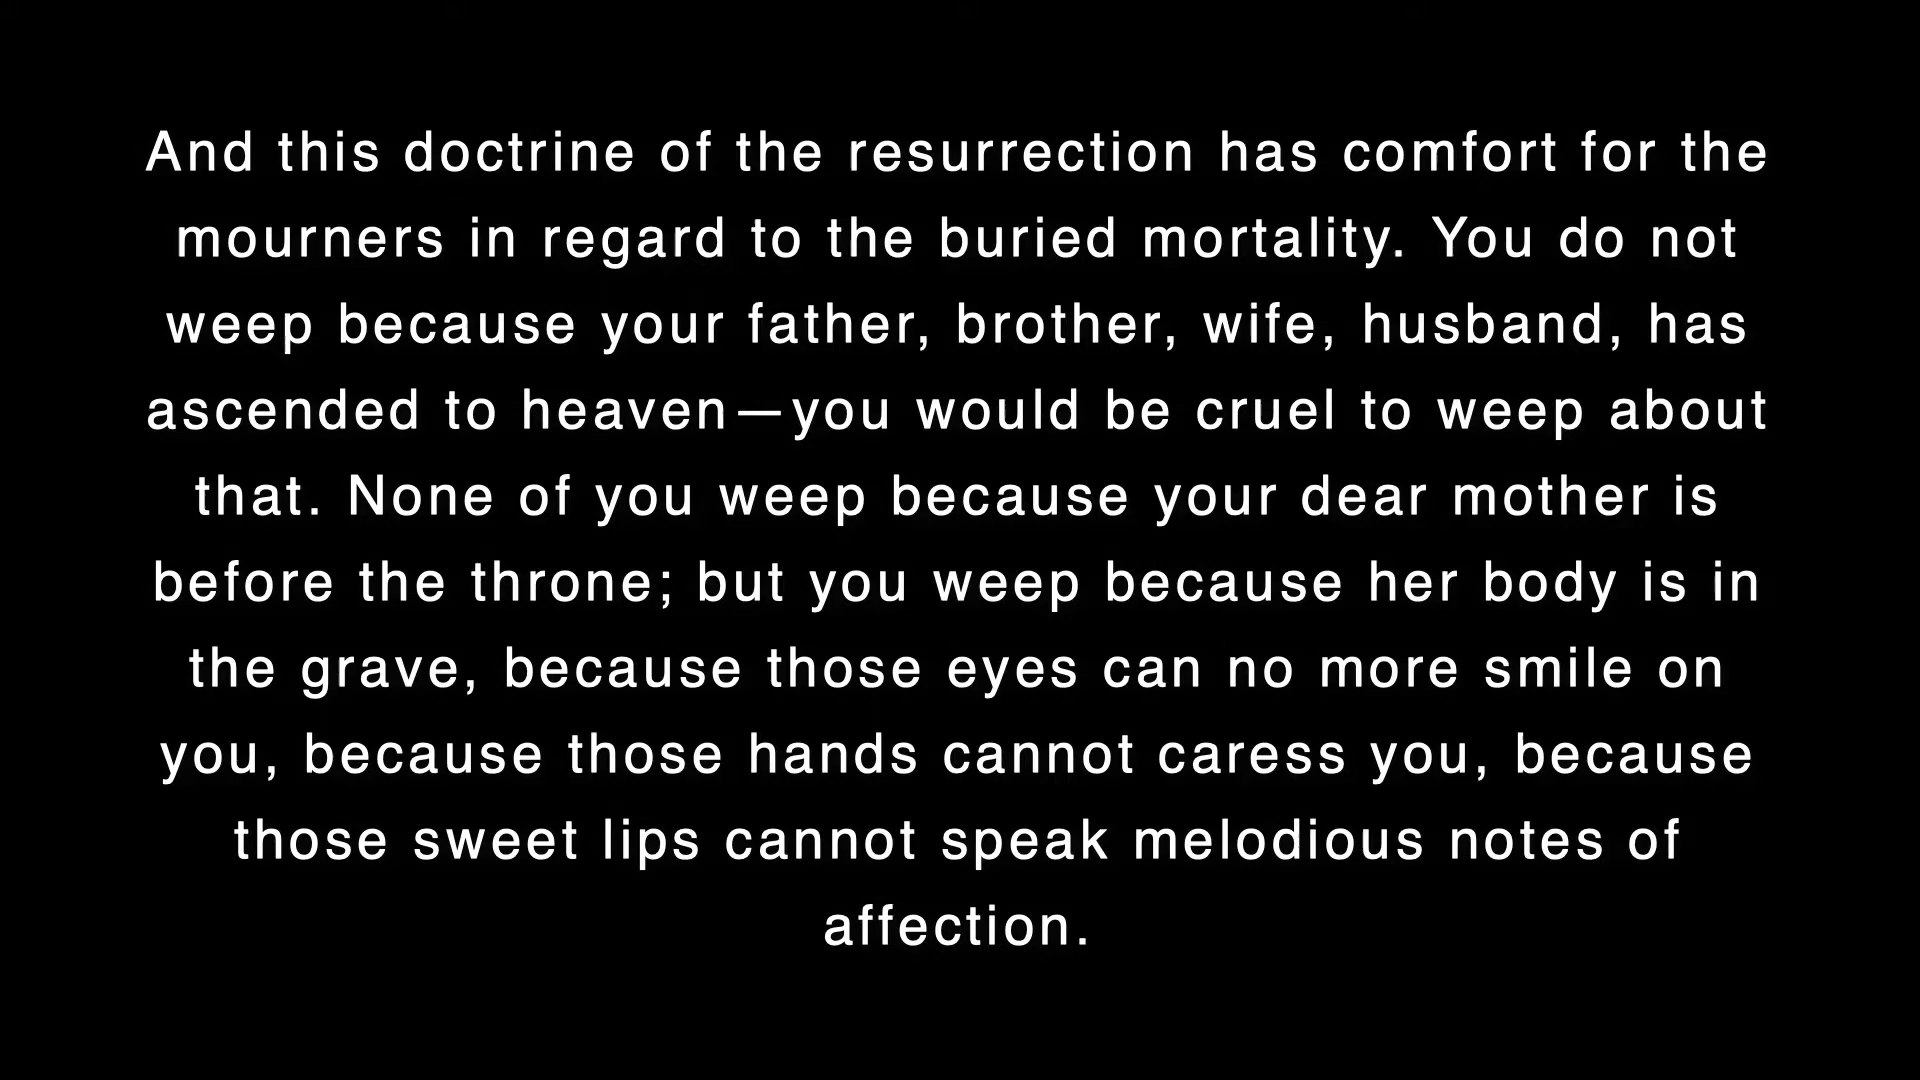 And this doctrine of the resurrection has comfort for the
mourners in regard to the buried mortality. You do not
weep because your father, brother, wife, husband, has
ascended to heaven—you would be cruel to weep about
that. None of you weep because your dear mother is
before the throne; but you weep because her body is in
the grave, because those eyes can no more smile on
you, because those hands cannot caress you, because
those sweet lips cannot speak melodious notes of
affection.